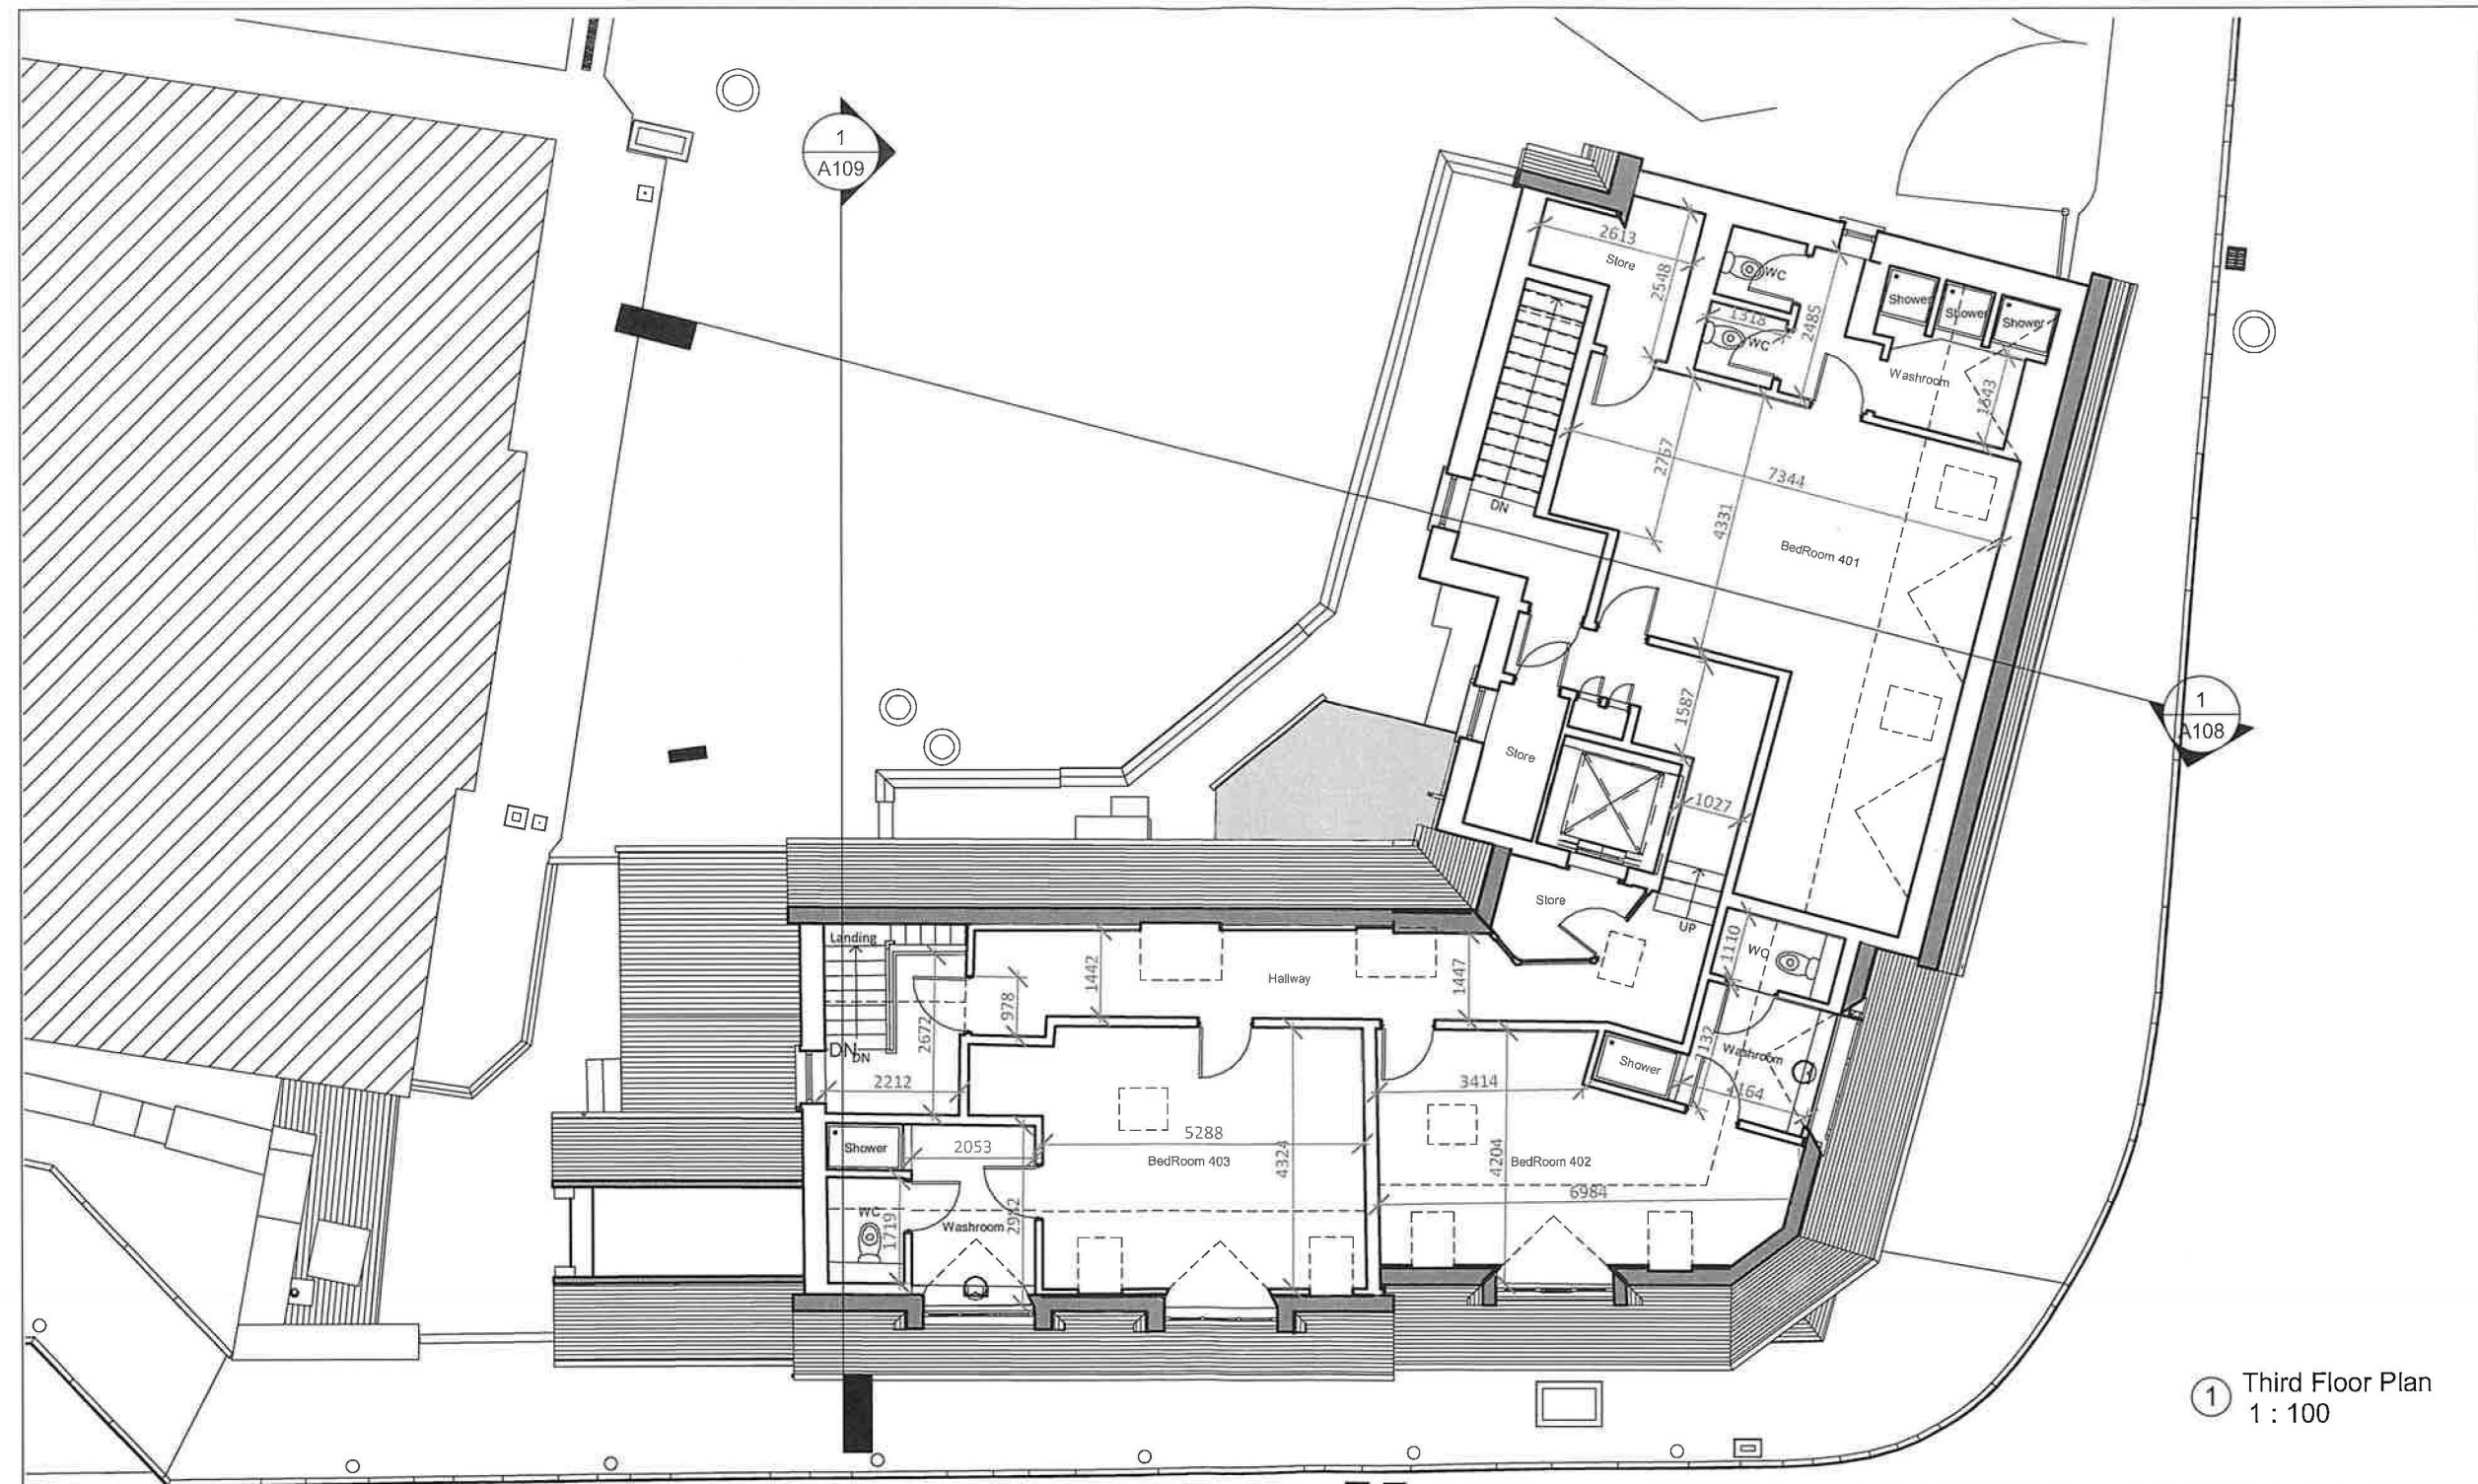 1
A109
2613
Store
2548
WC
2485
1318
WC
Shower
Shower
Shower
Washroom
1643
2767
7344
4331
DN
BedRoom 401
1587
1
A108
Store
1027
Store
UP
Landing
1442
Hallway
1447
1110
WC
978
2672
DN
DN
2212
Shower
Washroom
3414
Shower
2053
5288
4324
BedRoom 403
4204
BedRoom 402
6984
WC
1719
Washroom
1 Third Floor Plan
1 : 100